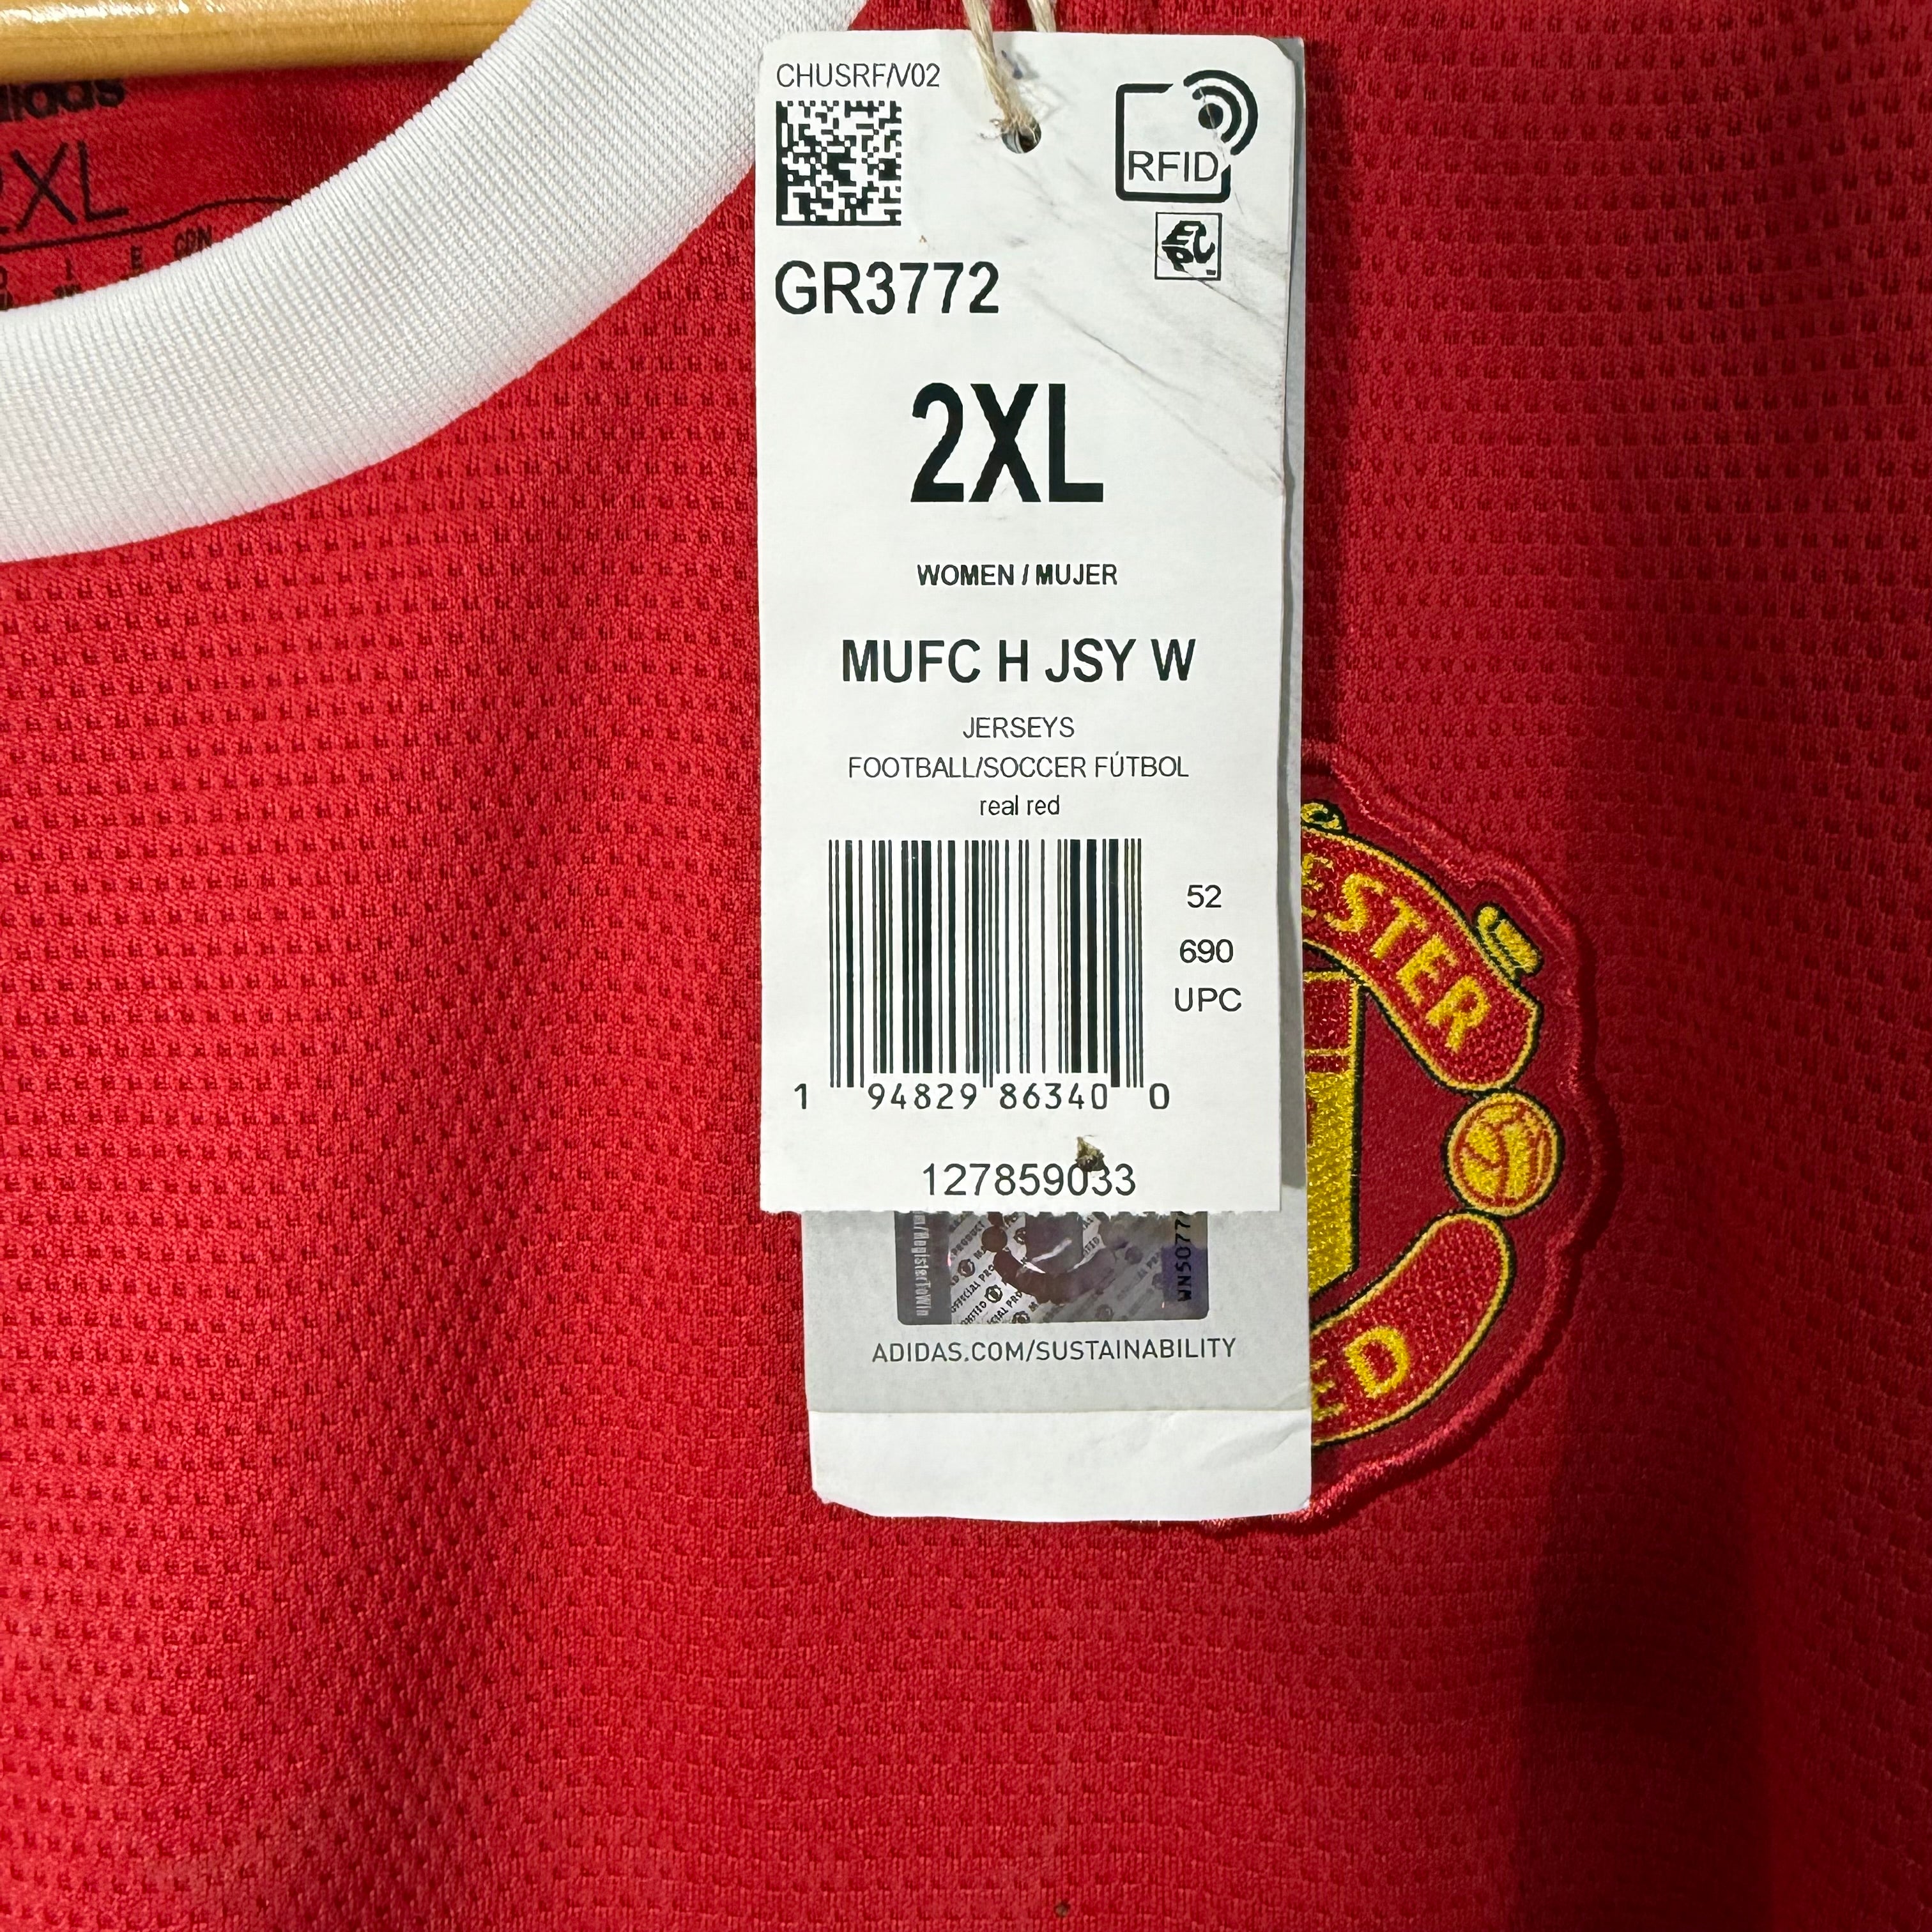 2XL
CHUSRF/V02
RFID
GR3772
2XL
WOMEN / MUJER
MUFC H JSY W
JERSEYS
FOOTBALL/SOCCER FÚTBOL
real red
52
690
UPC
1 94829 86340 0
127859033
ADIDAS.COM/SUSTAINABILITY